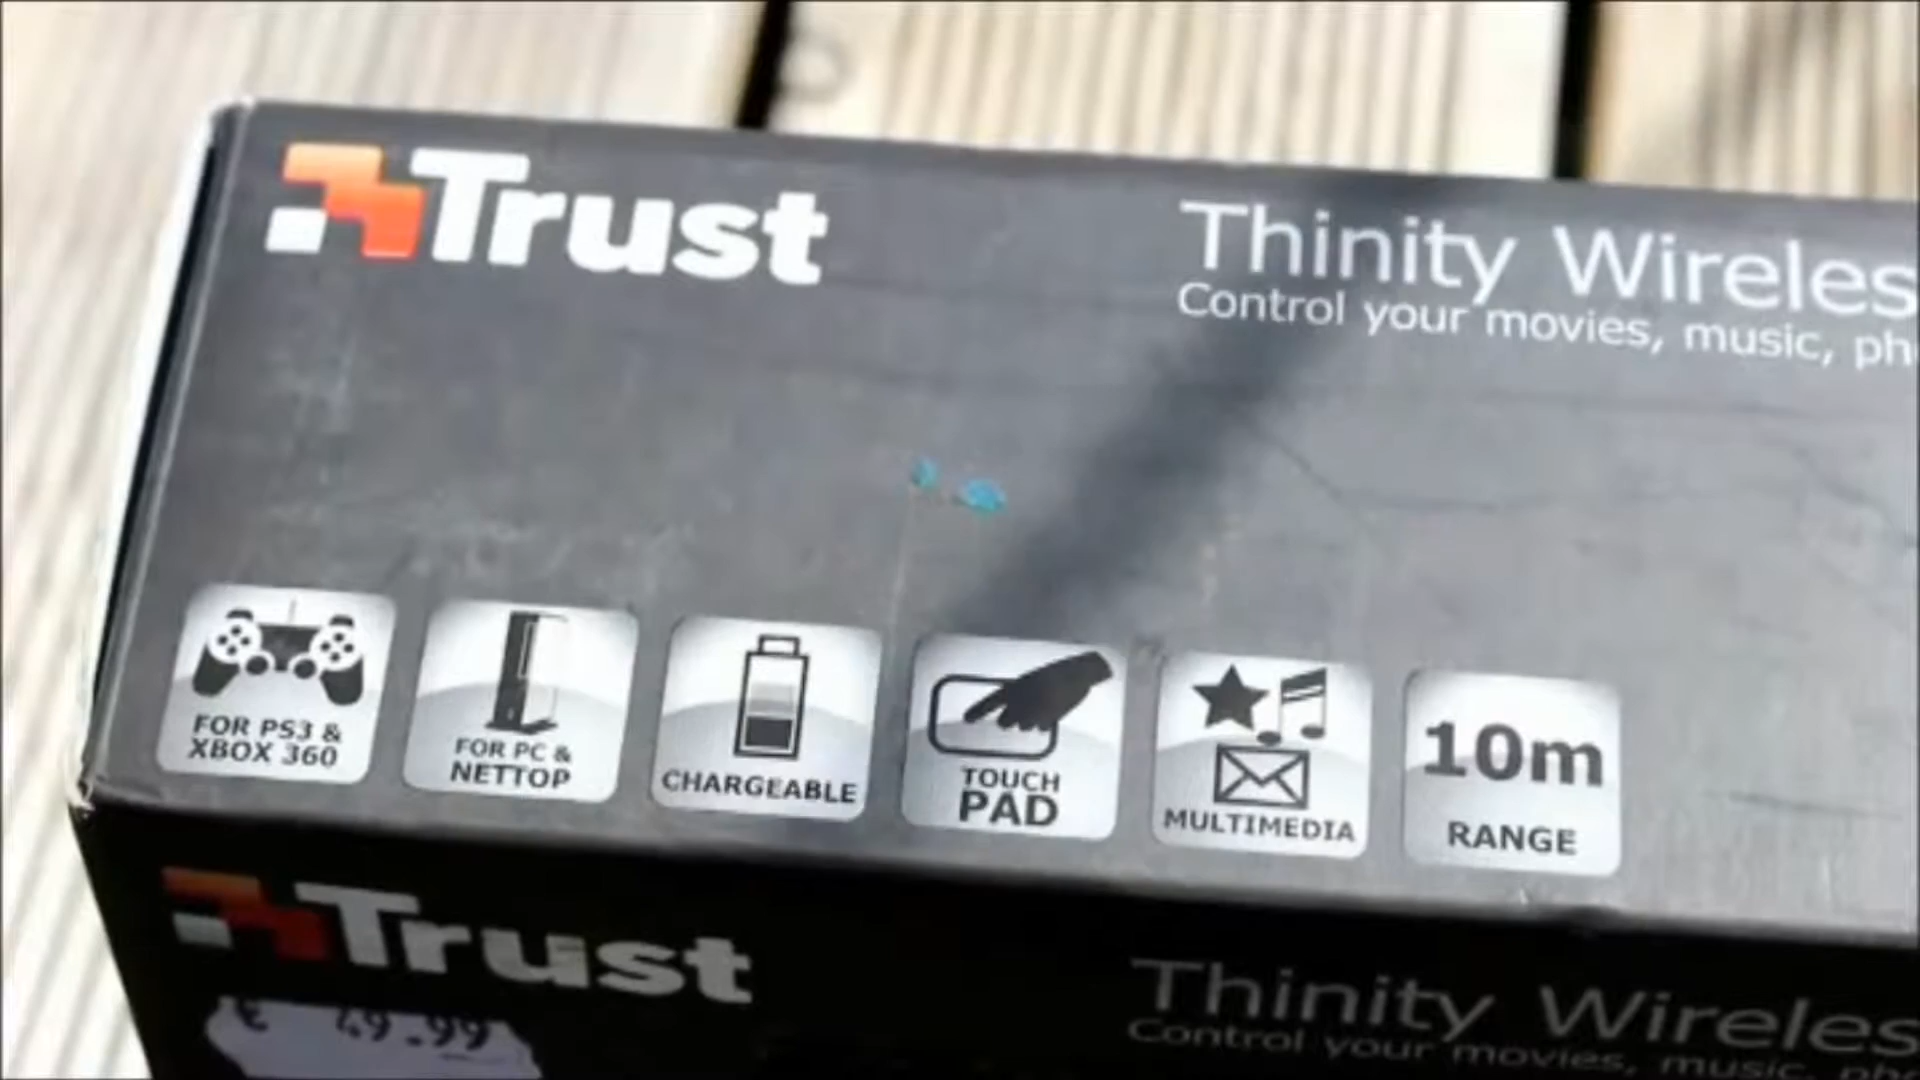 Trust
Thinity Wireles
Control your movies, music, ph
FOR PS3 &
XBOX 360
FOR PC &
NETTOP
CHARGEABLE
TOUCH
PAD
MULTIMEDIA
10m
RANGE
Trust
€ 49.99
Thinity Wireles
Control your movies, music, pho